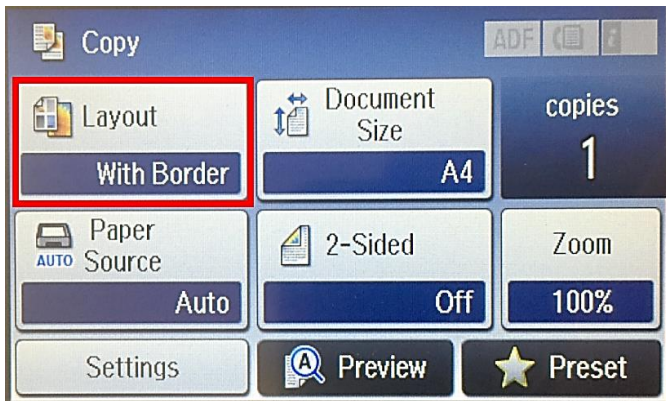 Copy
ADF
Layout
With Border
Document
Size
A4
copies
1
Paper
AUTO Source
Auto
2-Sided
Off
Zoom
100%
Settings
A Preview
Preset